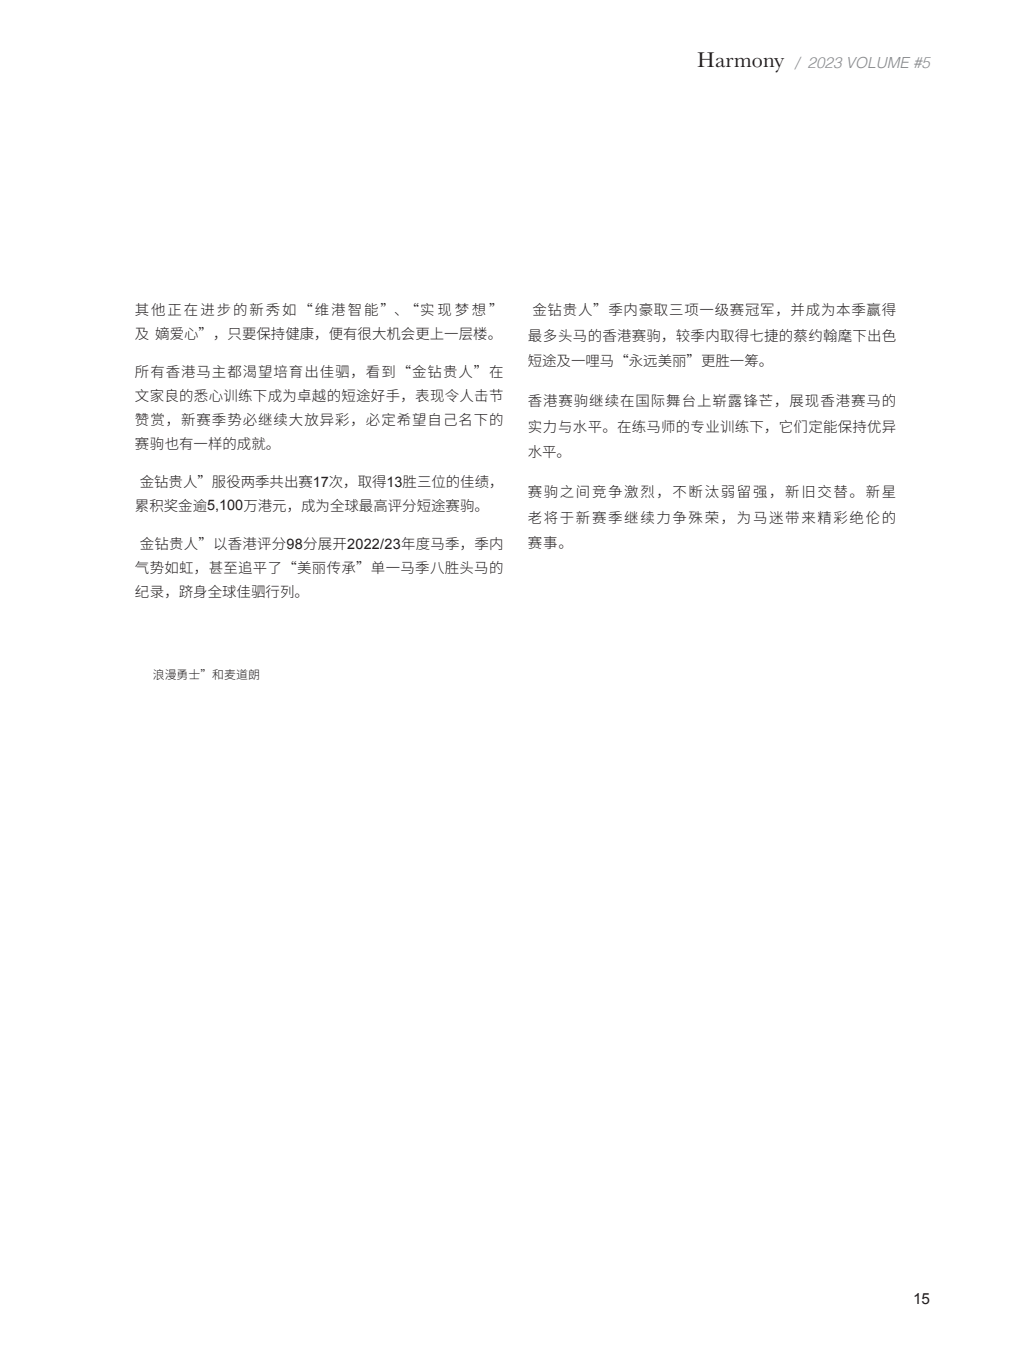 Harmony / 2023 VOLUME #5
其他正在进步的新秀如“维港智能”、“实现梦想”
及 嫡爱心”，只要保持健康，便有很大机会更上一层楼。
所有香港马主都渴望培育出佳驷，看到“金钻贵人”在
文家良的悉心训练下成为卓越的短途好手，表现令人击节
赞赏，新赛季势必继续大放异彩，必定希望自己名下的
赛驹也有一样的成就。
金钻贵人”服役两季共出赛17次，取得13胜三位的佳绩，
累积奖金逾5,100万港元，成为全球最高评分短途赛驹。
金钻贵人”以香港评分98分展开2022/23年度马季，季内
气势如虹，甚至追平了“美丽传承”单一马季八胜头马的
纪录，跻身全球佳驷行列。
金钻贵人”季内豪取三项一级赛冠军，并成为本季赢得
最多头马的香港赛驹，较季内取得七捷的蔡约翰麾下出色
短途及一哩马“永远美丽”更胜一筹。
香港赛驹继续在国际舞台上崭露锋芒，展现香港赛马的
实力与水平。在练马师的专业训练下，它们定能保持优异
水平。
赛驹之间竞争激烈，不断汰弱留强，新旧交替。新星
老将于新赛季继续力争殊荣，为马迷带来精彩绝伦的
赛事。
浪漫勇士”和麦道朗
15